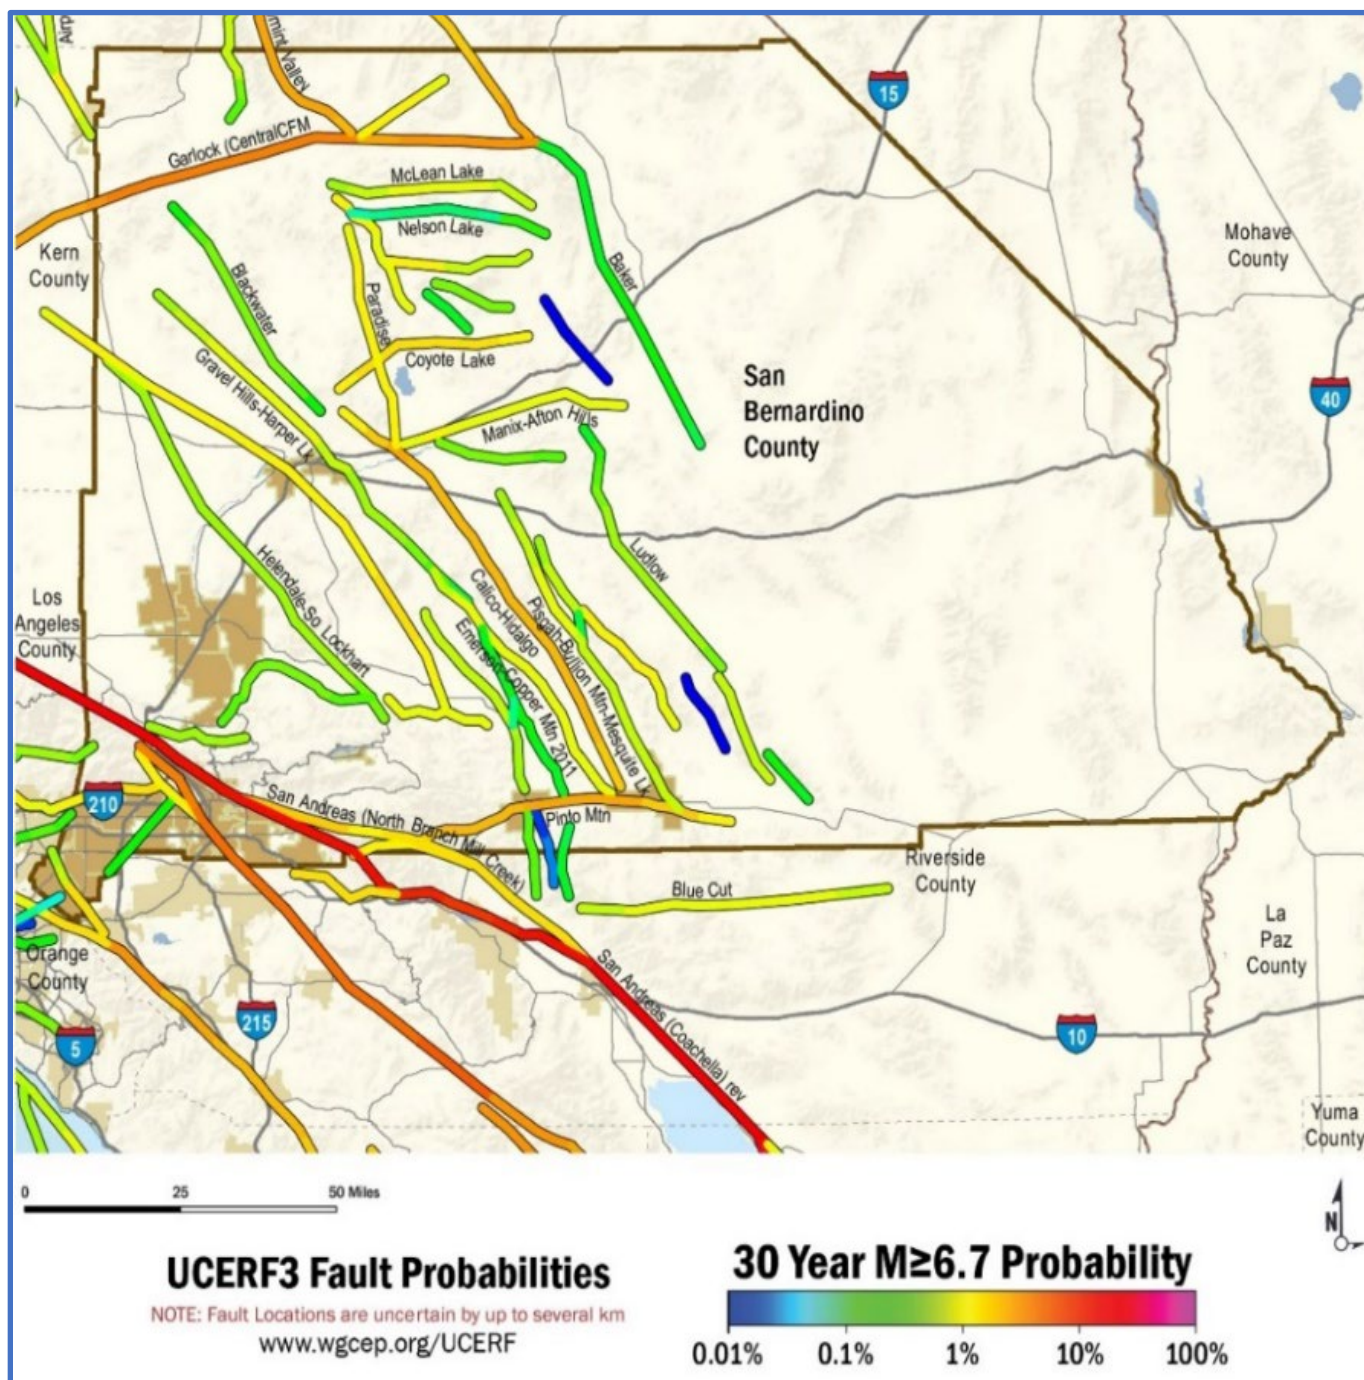 Airp
mint Valley
15
Garlock (CentralCFM
McLean Lake
Nelson Lake
Kern
County
Mohave
County
Baker
Blackwater
Paradise
Coyote Lake
San
Bernardino
County
Gravel Hills-Harper Lk
Manix-Afton Hills
40
Ludlow
Helendale-So Lockhart
Calico-Hidalgo
Pisgah-Bullion Mtn-Mesquite Lk
Emerson-Copper Mtn 2011
Los
Angeles
County
210
San Andreas (North Branch Mill Creek)
Pinto Mtn
Riverside
County
Blue Cut
La
Paz
County
Orange
County
San Andreas (Coachella) rev
215
5
10
Yuma
County
0 25 50 Miles
N
UCERF3 Fault Probabilities
NOTE: Fault Locations are uncertain by up to several km
www.wgcep.org/UCERF
30 Year M≥6.7 Probability
0.01% 0.1% 1% 10% 100%